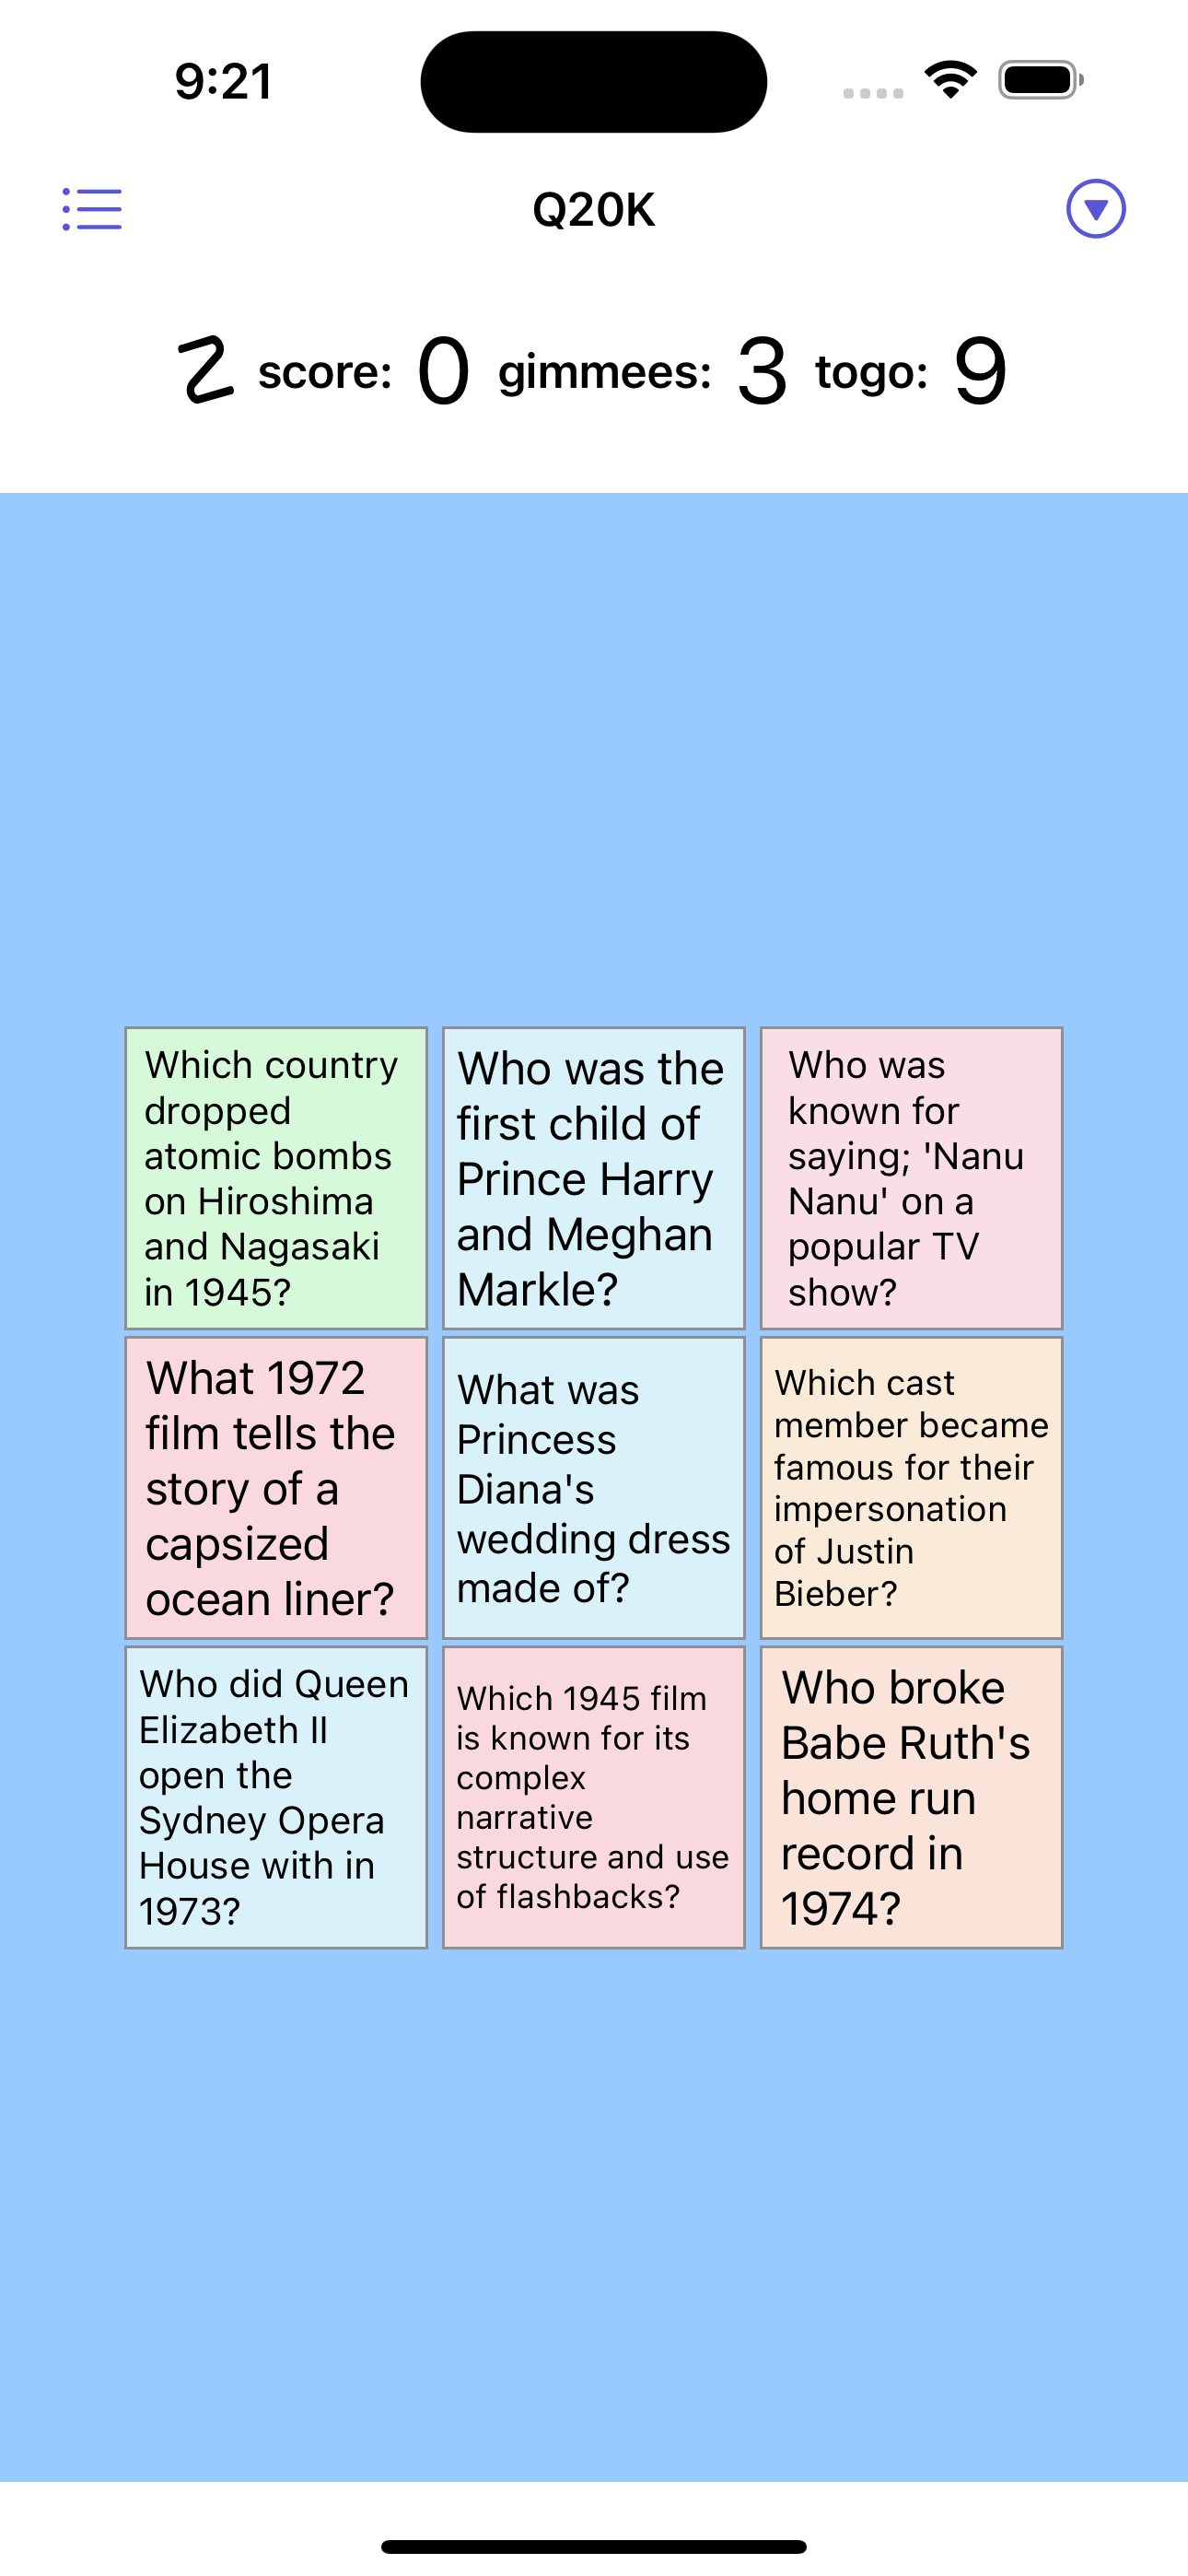 9:21
Q20K
score: 0 gimmees: 3 togo: 9
Which country
dropped
atomic bombs
on Hiroshima
and Nagasaki
in 1945?
Who was the
first child of
Prince Harry
and Meghan
Markle?
Who was
known for
saying; 'Nanu
Nanu' on a
popular TV
show?
What 1972
film tells the
story of a
capsized
ocean liner?
What was
Princess
Diana's
wedding dress
made of?
Which cast
member became
famous for their
impersonation
of Justin
Bieber?
Who did Queen
Elizabeth II
open the
Sydney Opera
House with in
1973?
Which 1945 film
is known for its
complex
narrative
structure and use
of flashbacks?
Who broke
Babe Ruth's
home run
record in
1974?